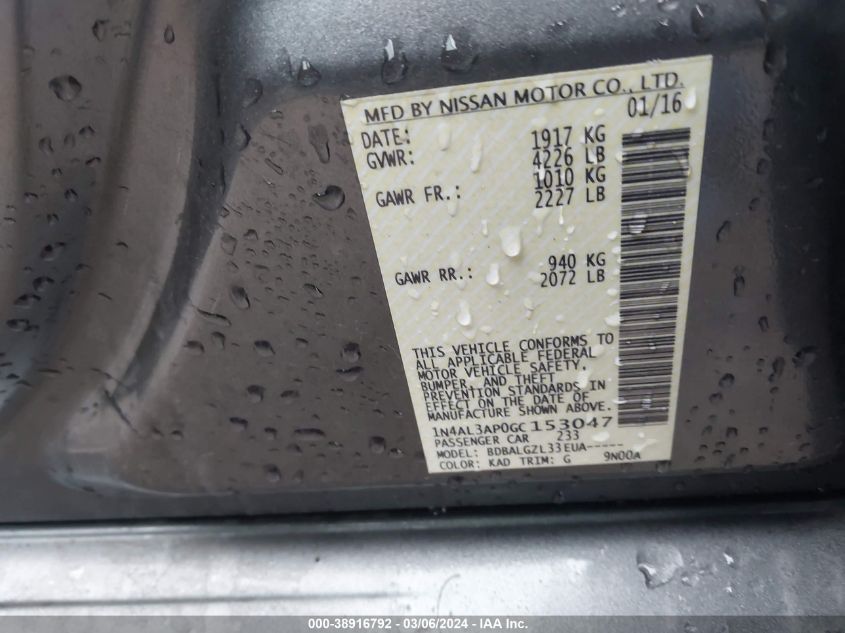 MFD BY NISSAN MOTOR CO., LTD.
01/16
DATE: 1917 KG
GVWR: 4226 LB
1010 KG
GAWR FR.: 2227 LB
940 KG
GAWR RR.: 2072 LB
THIS VEHICLE CONFORMS TO
ALL APPLICABLE FEDERAL
MOTOR VEHICLE SAFETY,
BUMPER, AND THEFT
PREVENTION STANDARDS IN
EFFECT ON THE DATE OF
MANUFACTURE SHOWN ABOVE.
1N4AL3AP0GC153047
PASSENGER CAR 233
MODEL: BDBALGZL33EUA-----
COLOR: KAD TRIM: G 9N00A
000-38916792 - 03/06/2024 - IAA Inc.